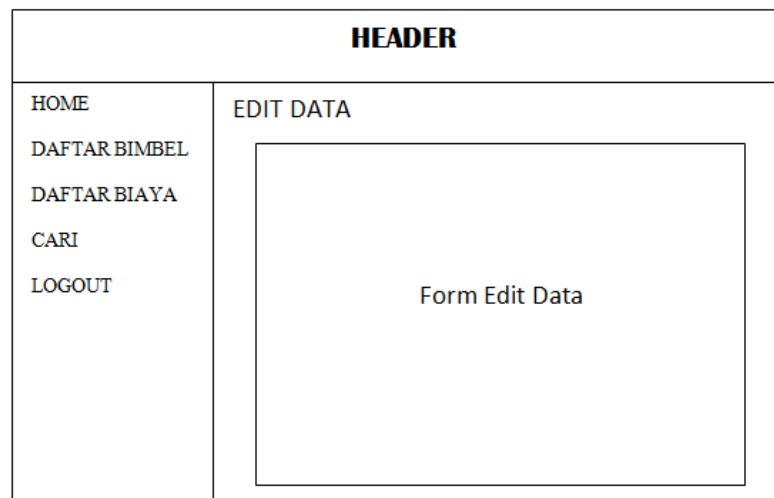 HEADER
HOME
DAFTAR BIMBEL
DAFTAR BIAYA
CARI
LOGOUT
EDIT DATA
Form Edit Data